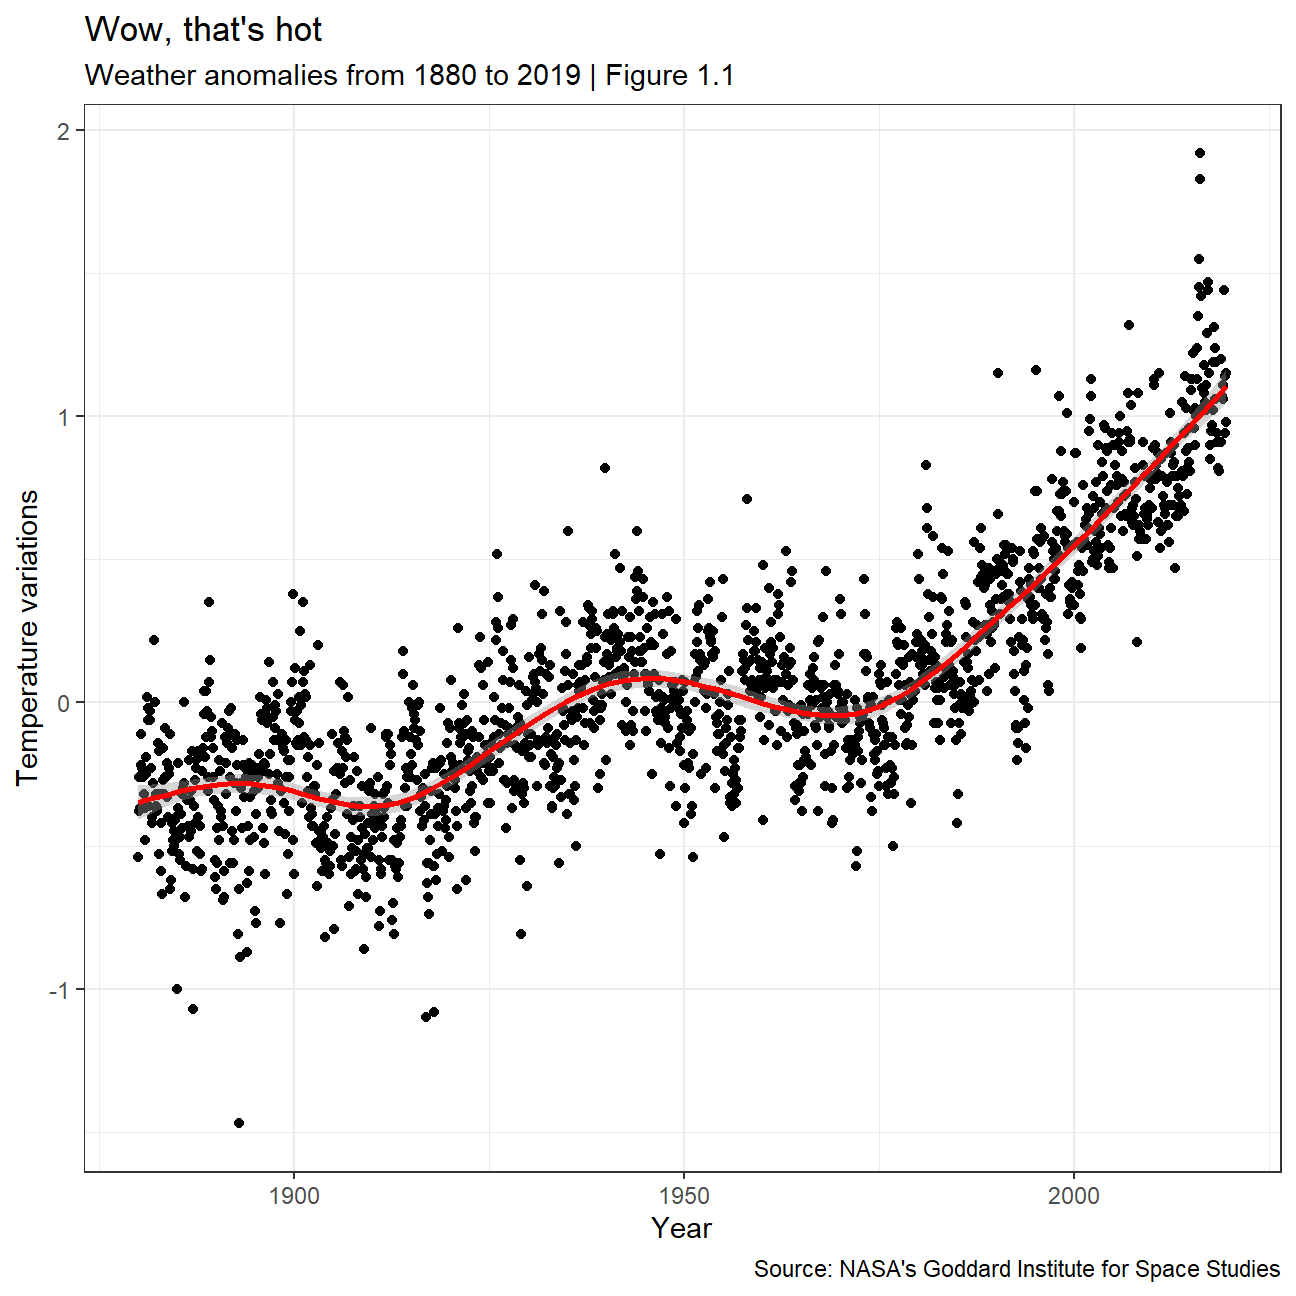 Wow, that's hot
Weather anomalies from 1880 to 2019 | Figure 1.1
2
1
0
-1
Temperature variations
1900
1950
2000
Year
Source: NASA's Goddard Institute for Space Studies